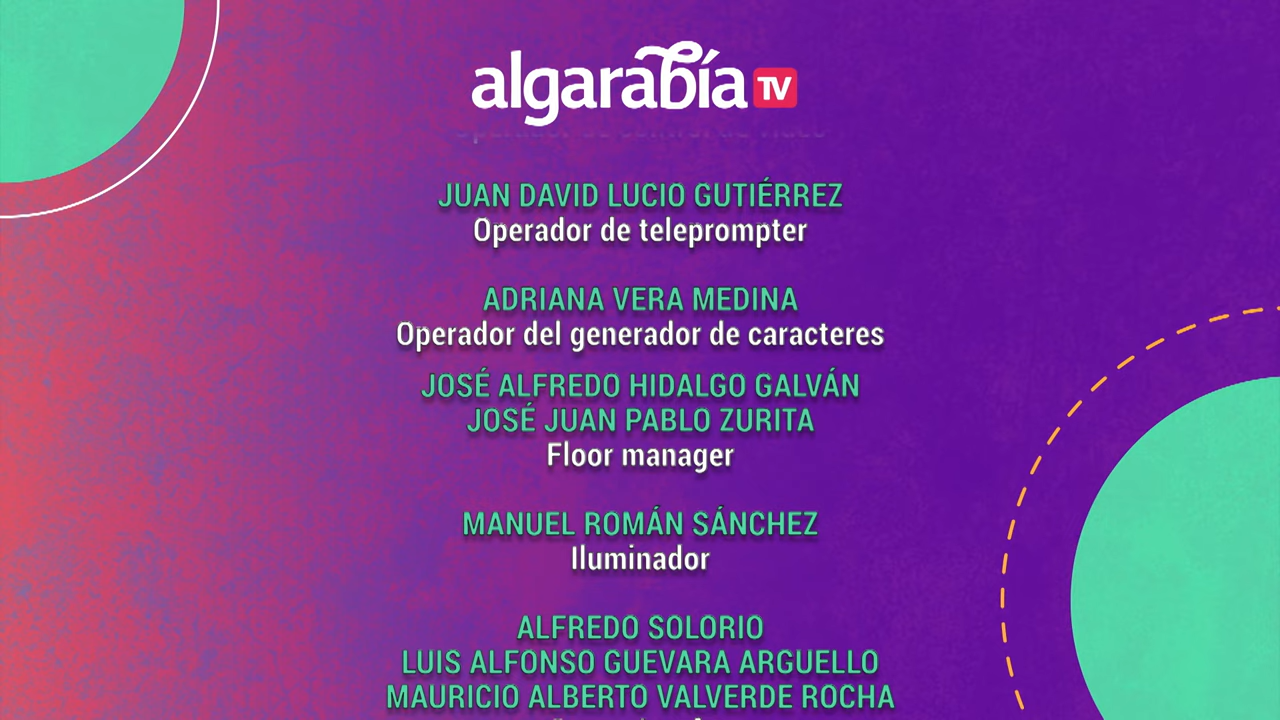 algarabía TV
JUAN DAVID LUCIO GUTIÉRREZ
Operador de teleprompter
ADRIANA VERA MEDINA
Operador del generador de caracteres
JOSÉ ALFREDO HIDALGO GALVÁN
JOSÉ JUAN PABLO ZURITA
Floor manager
MANUEL ROMÁN SÁNCHEZ
Iluminador
ALFREDO SOLORIO
LUIS ALFONSO GUEVARA ARGUELLO
MAURICIO ALBERTO VALVERDE ROCHA